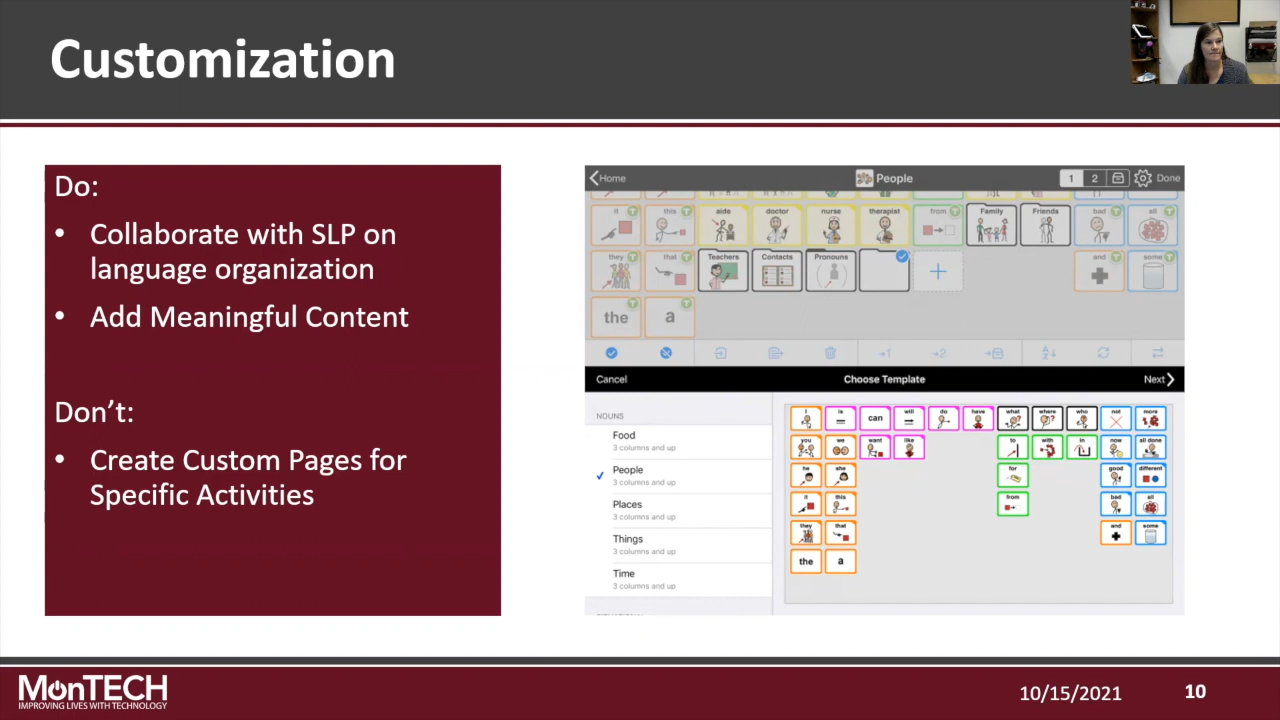 Customization
Do:
• Collaborate with SLP on
language organization
• Add Meaningful Content
Don’t:
• Create Custom Pages for
Specific Activities
Home
People
1 2
Done
it this aide doctor nurse therapist from Family Friends bad all
they that Teachers Contacts Pronouns and some
the a
→1 →2
Cancel
Choose Template
Next
NOUNS
Food
3 columns and up
People
3 columns and up
Places
3 columns and up
Things
3 columns and up
Time
3 columns and up
I is can will do have what where who not more
you we want like to with in now all done
he she for good different
it this from bad all
they that and some
the a
MonTECH
IMPROVING LIVES WITH TECHNOLOGY
10/15/2021
10